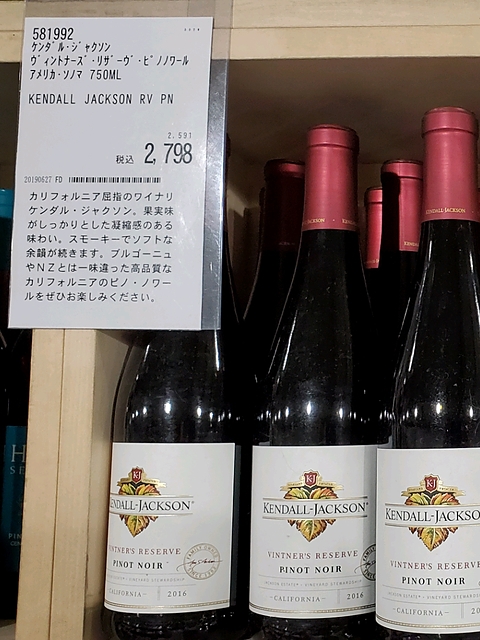 581992
ケンダル・ジャクソン
ヴィントナーズ・リザーヴ・ピノノワール
アメリカ・ソノマ 750ML
KENDALL JACKSON RV PN
2.591
税込 2,798
20190627 FD
カリフォルニア屈指のワイナリ
ケンダル・ジャクソン。果実味
がしっかりとした凝縮感のある
味わい。スモーキーでソフトな
余韻が続きます。ブルゴーニュ
やNZとは一味違った高品質な
カリフォルニアのピノ・ノワー
ルをぜひお楽しみください。
KENDALL-JACKSON
VINTNER'S RESERVE
PINOT NOIR
CALIFORNIA
2016
KENDALL-JACKSON
VINTNER'S RESERVE
PINOT NOIR
CALIFORNIA
2016
KENDALL-JACKSON
VINTNER'S RESERVE
PINOT NOIR
CALIFORNIA